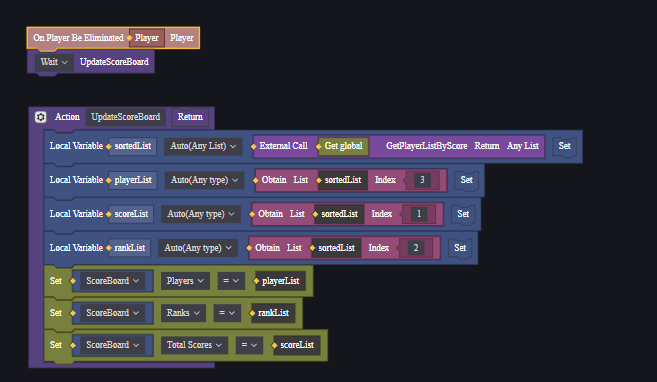 On Player Be Eliminated Player Player
Wait UpdateScoreBoard
Action UpdateScoreBoard Return
Local Variable sortedList Auto(Any List) External Call Get global GetPlayerListByScore Return Any List Set
Local Variable playerList Auto(Any type) Obtain List sortedList Index 3 Set
Local Variable scoreList Auto(Any type) Obtain List sortedList Index 1 Set
Local Variable rankList Auto(Any type) Obtain List sortedList Index 2 Set
Set ScoreBoard Players = playerList
Set ScoreBoard Ranks = rankList
Set ScoreBoard Total Scores = scoreList